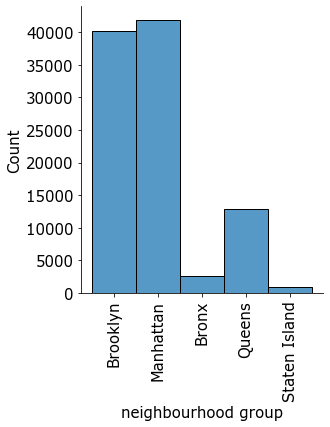 40000
35000
30000
25000
20000
15000
10000
5000
0
Count
Brooklyn
Manhattan
Bronx
Queens
Staten Island
neighbourhood group